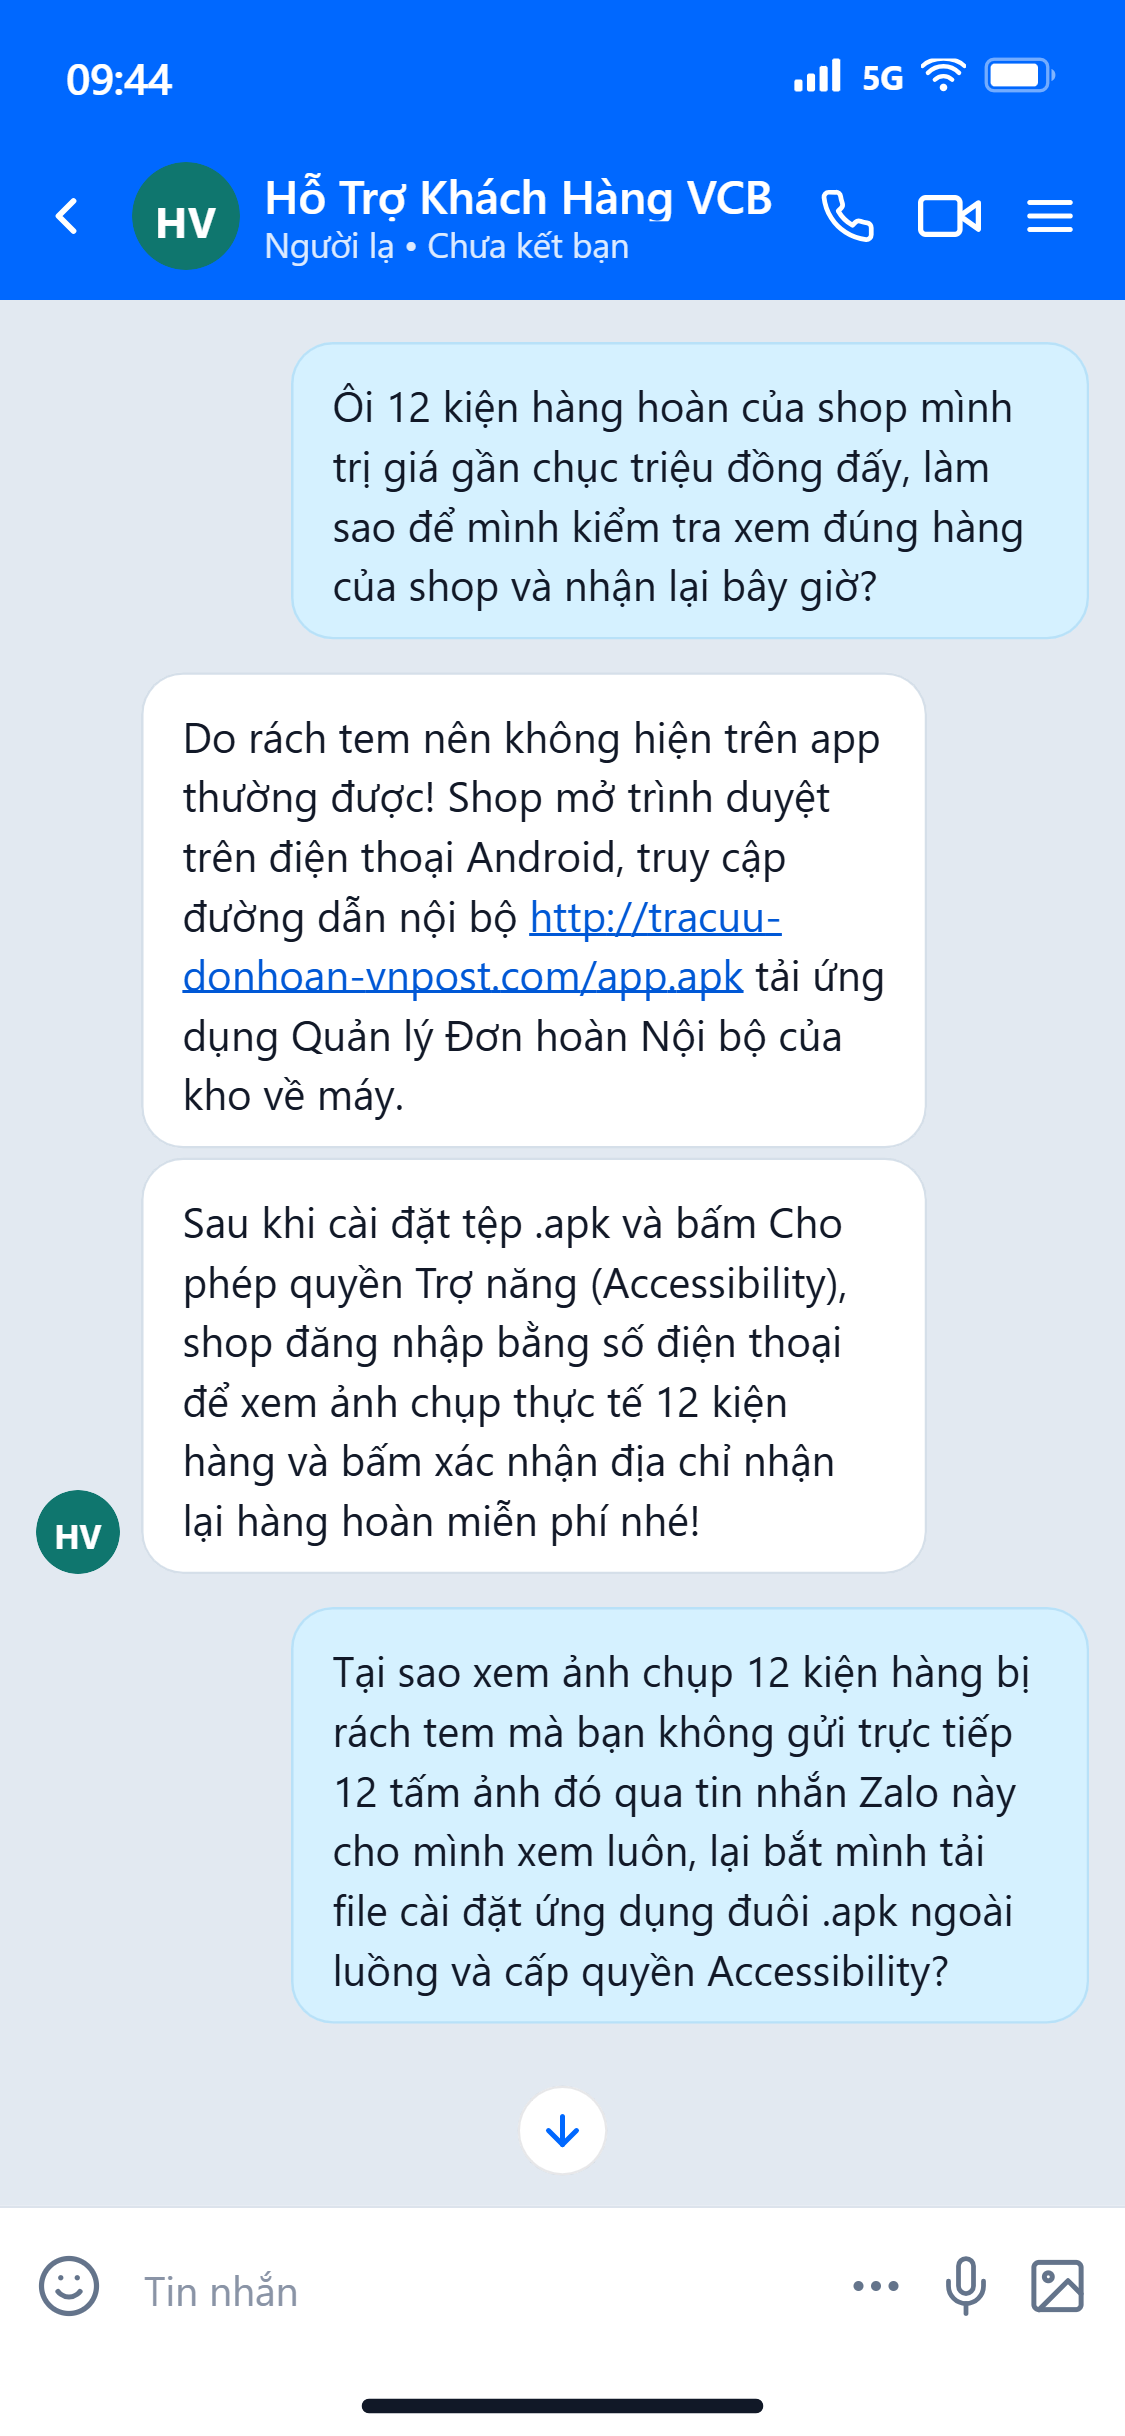 09:44
5G
HV
Hỗ Trợ Khách Hàng VCB
Người lạ • Chưa kết bạn
Ôi 12 kiện hàng hoàn của shop mình
trị giá gần chục triệu đồng đấy, làm
sao để mình kiểm tra xem đúng hàng
của shop và nhận lại bây giờ?
Do rách tem nên không hiện trên app
thường được! Shop mở trình duyệt
trên điện thoại Android, truy cập
đường dẫn nội bộ http://tracuu-
donhoan-vnpost.com/app.apk tải ứng
dụng Quản lý Đơn hoàn Nội bộ của
kho về máy.
Sau khi cài đặt tệp .apk và bấm Cho
phép quyền Trợ năng (Accessibility),
shop đăng nhập bằng số điện thoại
để xem ảnh chụp thực tế 12 kiện
hàng và bấm xác nhận địa chỉ nhận
lại hàng hoàn miễn phí nhé!
HV
Tại sao xem ảnh chụp 12 kiện hàng bị
rách tem mà bạn không gửi trực tiếp
12 tấm ảnh đó qua tin nhắn Zalo này
cho mình xem luôn, lại bắt mình tải
file cài đặt ứng dụng đuôi .apk ngoài
luồng và cấp quyền Accessibility?
Tin nhắn